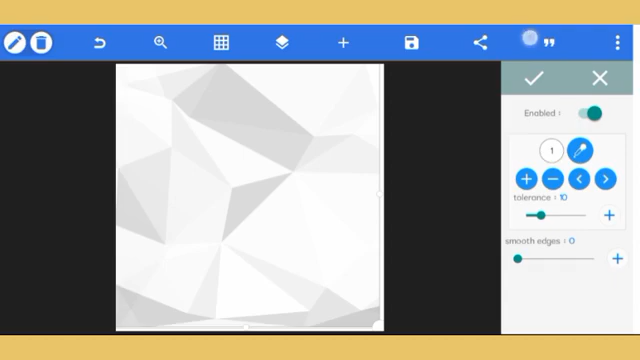 Enabled :
1
tolerance : 10
smooth edges : 0